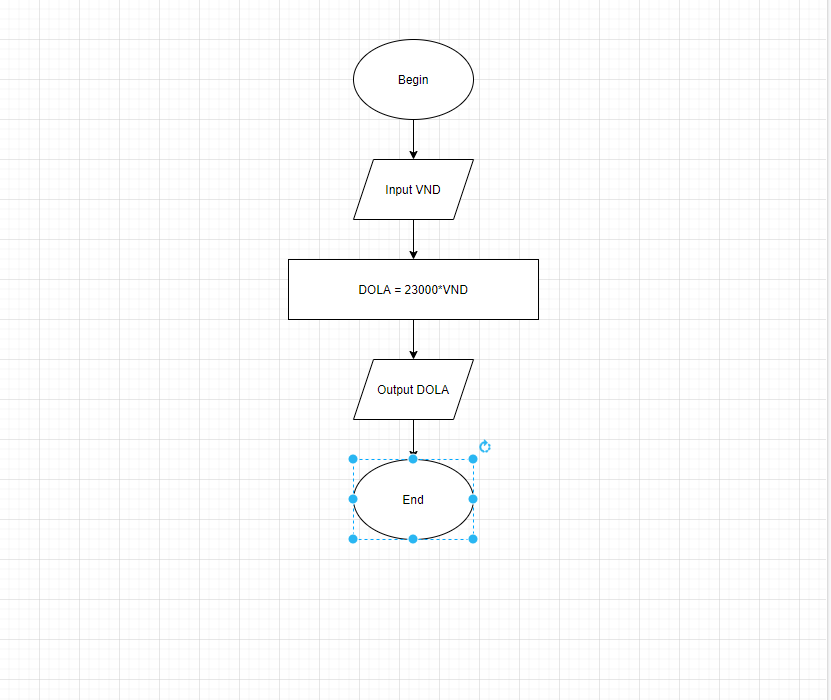 Begin
Input VND
DOLA = 23000*VND
Output DOLA
End